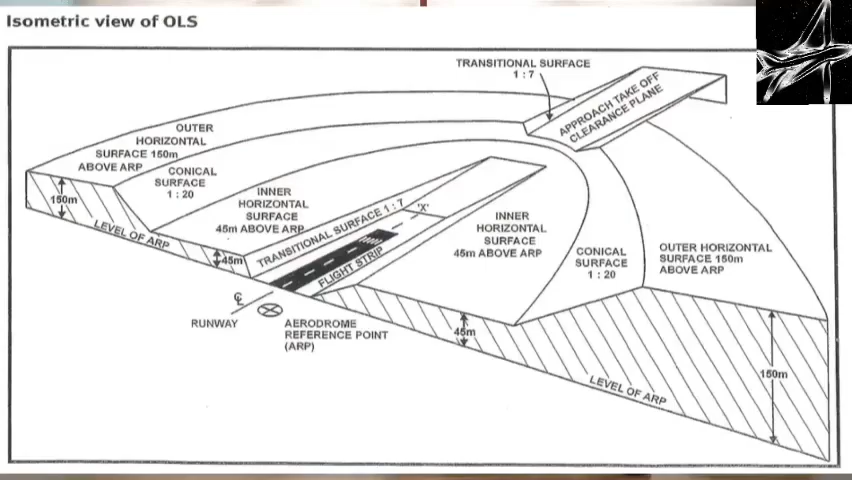 Isometric view of OLS
TRANSITIONAL SURFACE
1 : 7
APPROACH TAKE OFF
CLEARANCE PLANE
OUTER
HORIZONTAL
SURFACE 150m
ABOVE ARP
CONICAL
SURFACE
1 : 20
INNER
HORIZONTAL
SURFACE
45m ABOVE ARP
TRANSITIONAL SURFACE 1 : 7
'X'
FLIGHT STRIP
INNER
HORIZONTAL
SURFACE
45m ABOVE ARP
CONICAL
SURFACE
1 : 20
OUTER HORIZONTAL
SURFACE 150m
ABOVE ARP
150m
LEVEL OF ARP
45m
℄
RUNWAY
AERODROME
REFERENCE POINT
(ARP)
45m
LEVEL OF ARP
150m